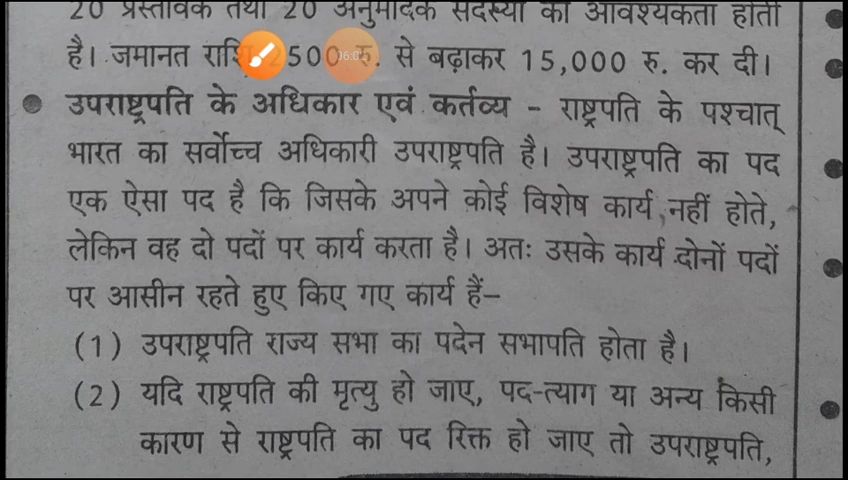 20 प्रस्तावक तथा 20 अनुमोदक सदस्यों की आवश्यकता होती
है। जमानत राशि 2500 रु. से बढ़ाकर 15,000 रु. कर दी।
उपराष्ट्रपति के अधिकार एवं कर्तव्य - राष्ट्रपति के पश्चात्
भारत का सर्वोच्च अधिकारी उपराष्ट्रपति है। उपराष्ट्रपति का पद
एक ऐसा पद है कि जिसके अपने कोई विशेष कार्य नहीं होते,
लेकिन वह दो पदों पर कार्य करता है। अतः उसके कार्य दोनों पदों
पर आसीन रहते हुए किए गए कार्य हैं–
(1) उपराष्ट्रपति राज्य सभा का पदेन सभापति होता है।
(2) यदि राष्ट्रपति की मृत्यु हो जाए, पद-त्याग या अन्य किसी
कारण से राष्ट्रपति का पद रिक्त हो जाए तो उपराष्ट्रपति,